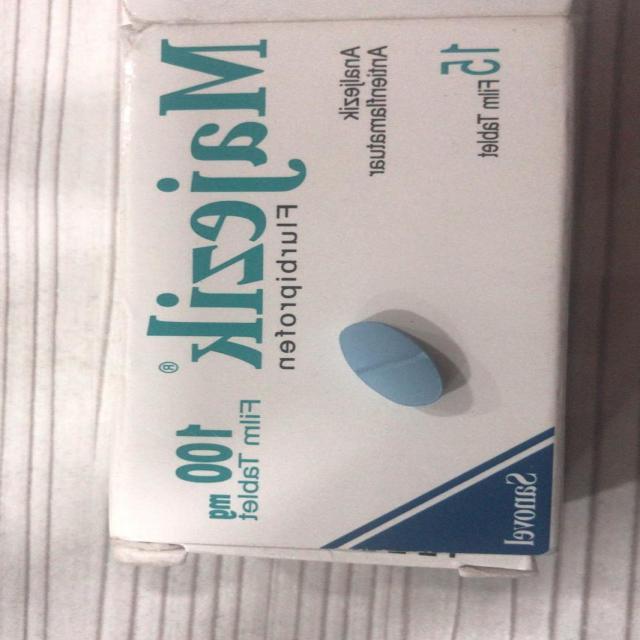 Majezik®
100 mg
Film Tablet
Flurbiprofen
Analjezik
Antienflamatuar
15 Film Tablet
Sanovel